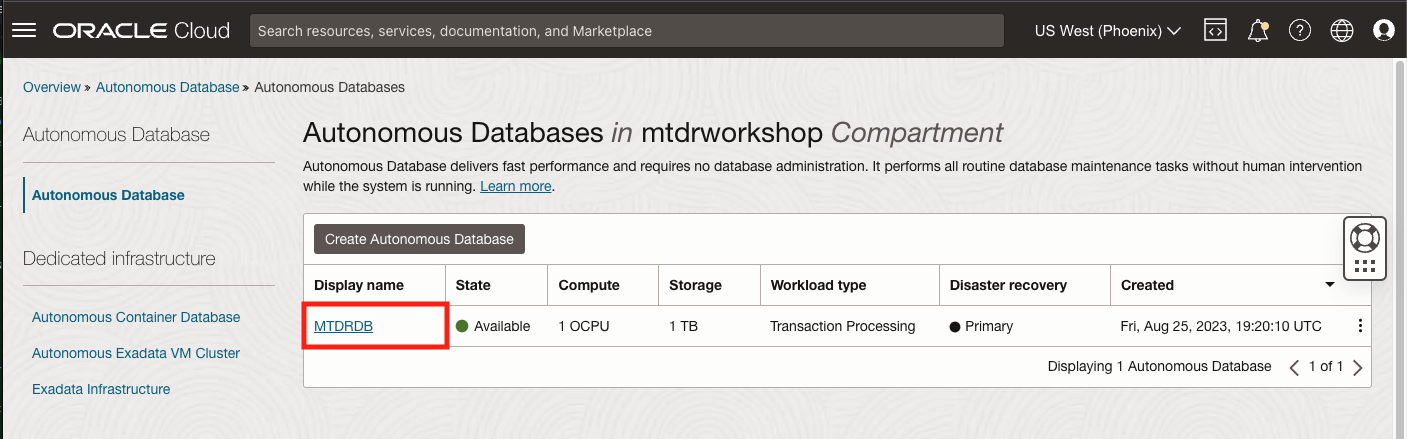 ORACLE Cloud
Search resources, services, documentation, and Marketplace
US West (Phoenix)
Overview » Autonomous Database » Autonomous Databases
Autonomous Database
Autonomous Database
Dedicated infrastructure
Autonomous Container Database
Autonomous Exadata VM Cluster
Exadata Infrastructure
Autonomous Databases in mtdrworkshop Compartment
Autonomous Database delivers fast performance and requires no database administration. It performs all routine database maintenance tasks without human intervention
while the system is running. Learn more.
Create Autonomous Database
Display name State Compute Storage Workload type Disaster recovery Created
MTDRDB Available 1 OCPU 1 TB Transaction Processing Primary Fri, Aug 25, 2023, 19:20:10 UTC
Displaying 1 Autonomous Database 1 of 1